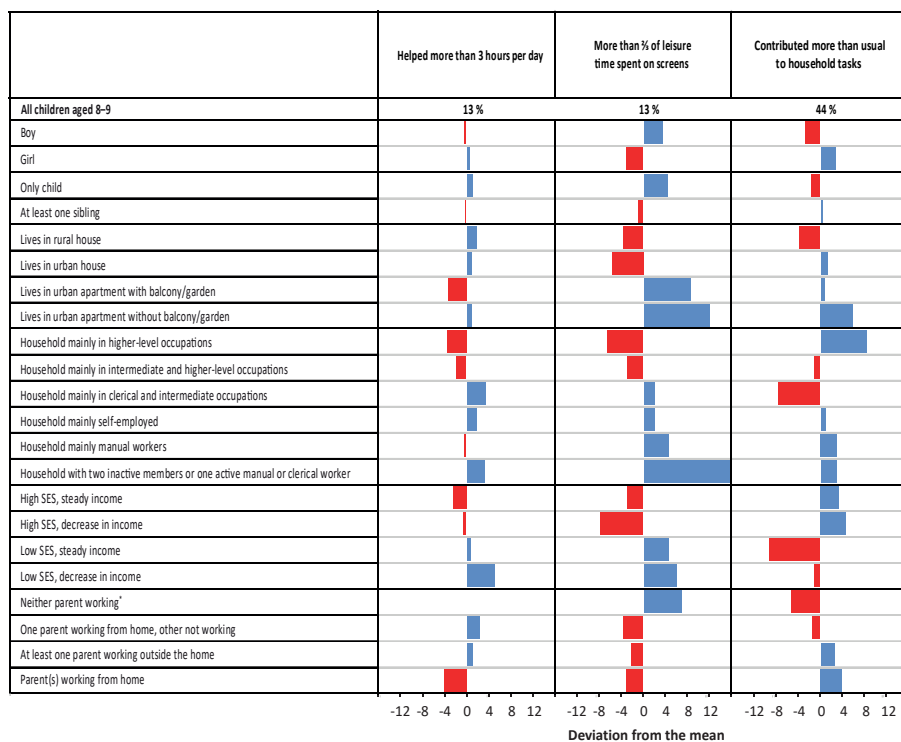 Helped more than 3 hours per day
More than ⅔ of leisure
time spent on screens
Contributed more than usual
to household tasks
All children aged 8–9 13 % 13 % 44 %
Boy
Girl
Only child
At least one sibling
Lives in rural house
Lives in urban house
Lives in urban apartment with balcony/garden
Lives in urban apartment without balcony/garden
Household mainly in higher-level occupations
Household mainly in intermediate and higher-level occupations
Household mainly in clerical and intermediate occupations
Household mainly self-employed
Household mainly manual workers
Household with two inactive members or one active manual or clerical worker
High SES, steady income
High SES, decrease in income
Low SES, steady income
Low SES, decrease in income
Neither parent working*
One parent working from home, other not working
At least one parent working outside the home
Parent(s) working from home
-12 -8 -4 0 4 8 12 -12 -8 -4 0 4 8 12 -12 -8 -4 0 4 8 12
Deviation from the mean